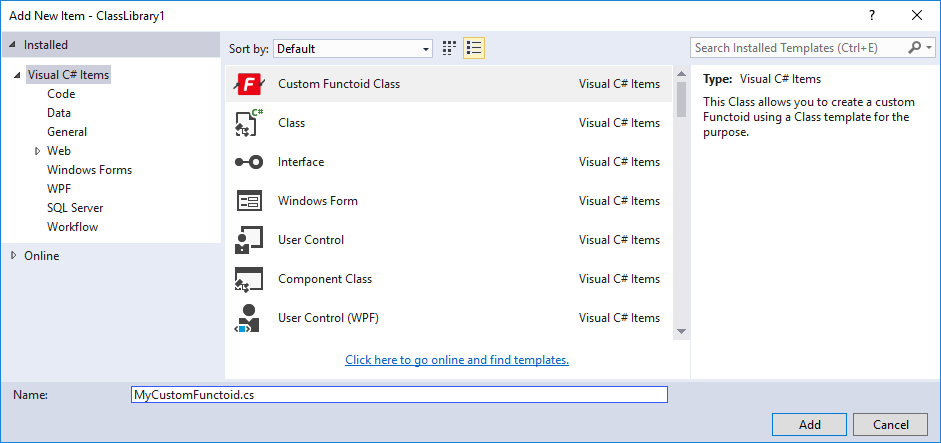 Add New Item - ClassLibrary1
?
Installed
Visual C# Items
Code
Data
General
Web
Windows Forms
WPF
SQL Server
Workflow
Online
Sort by: Default
Search Installed Templates (Ctrl+E)
F Custom Functoid Class Visual C# Items
C# Class Visual C# Items
Interface Visual C# Items
Windows Form Visual C# Items
User Control Visual C# Items
Component Class Visual C# Items
User Control (WPF) Visual C# Items
Click here to go online and find templates.
Type: Visual C# Items
This Class allows you to create a custom
Functoid using a Class template for the
purpose.
Name: MyCustomFunctoid.cs
Add Cancel